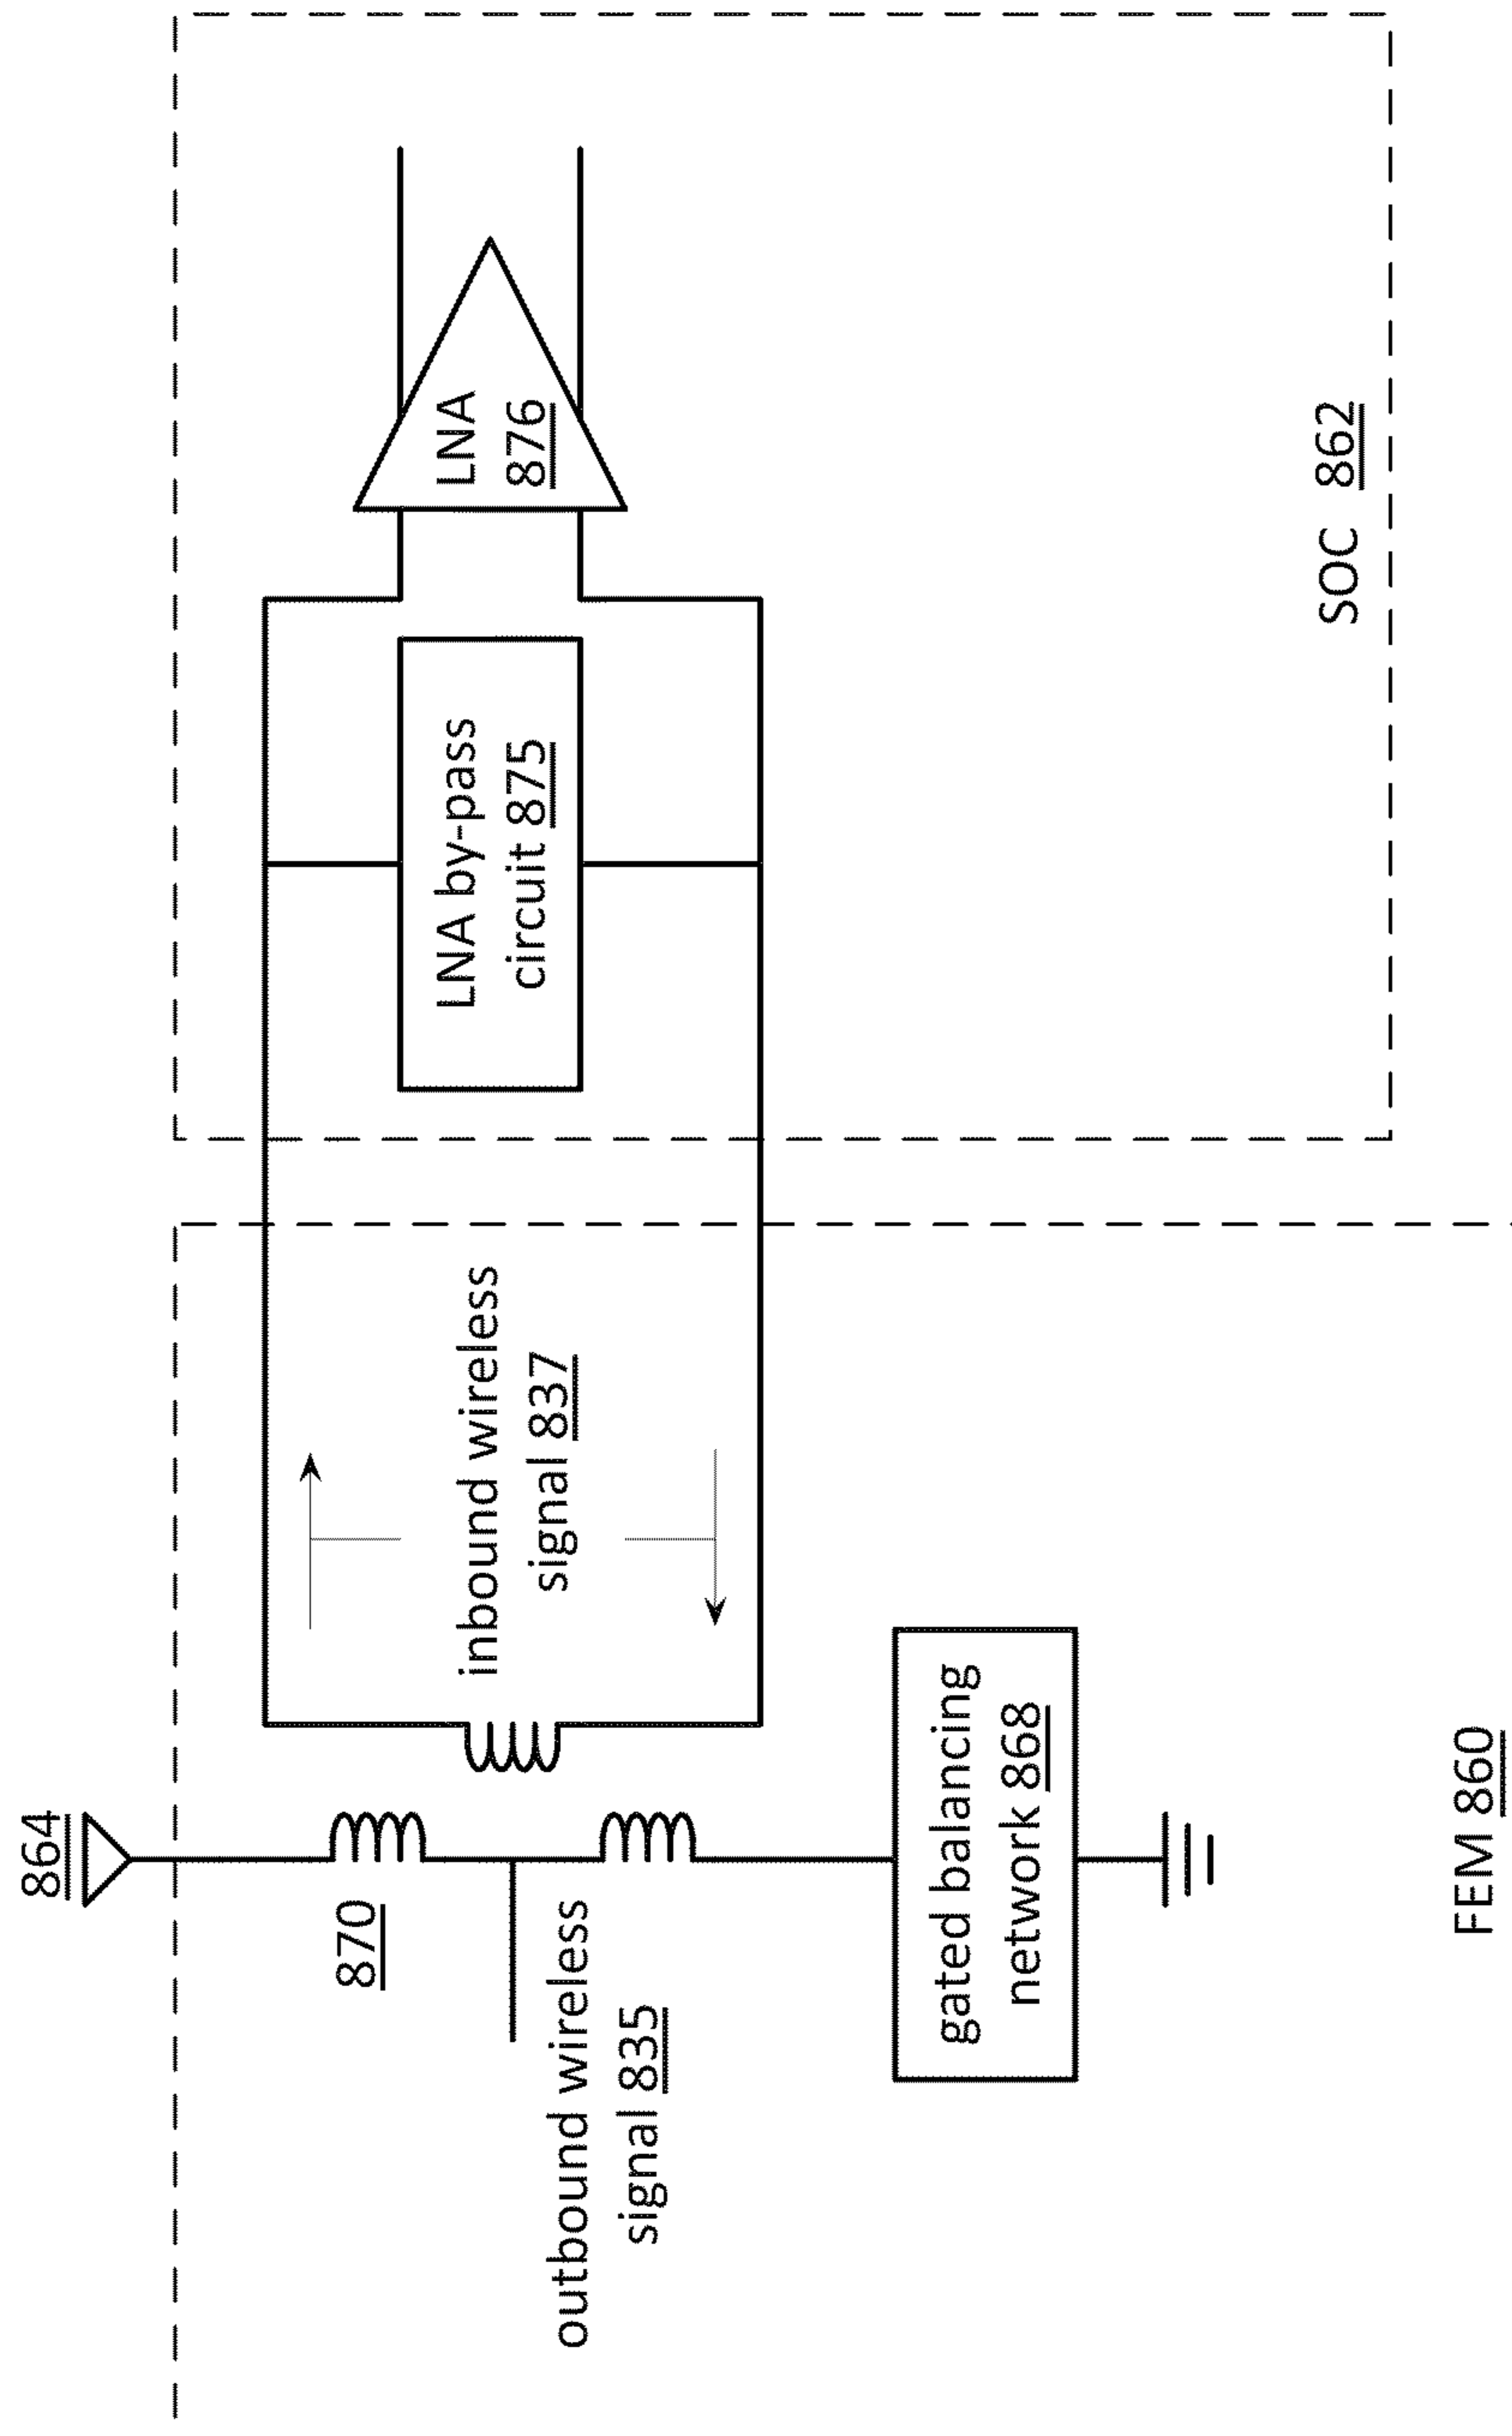 864
870
outbound wireless
signal 835
gated balancing
network 868
FEM 860
inbound wireless
signal 837
LNA by-pass
circuit 875
LNA
876
SOC 862